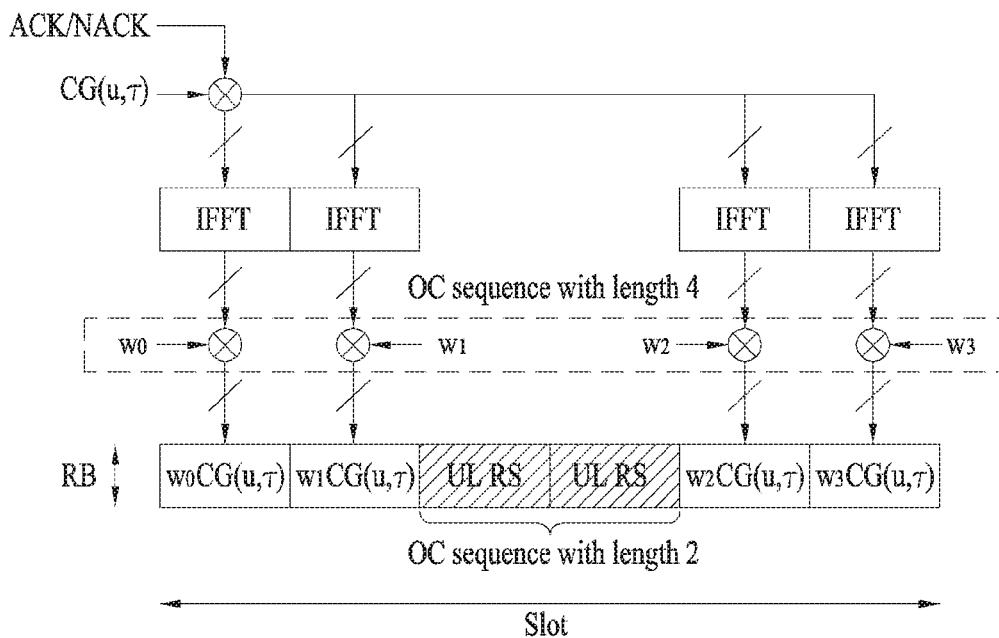 ACK/NACK
CG(u,τ)
IFFT IFFT IFFT IFFT
OC sequence with length 4
w0 w1 w2 w3
RB w0CG(u,τ) w1CG(u,τ) UL RS UL RS w2CG(u,τ) w3CG(u,τ)
OC sequence with length 2
Slot